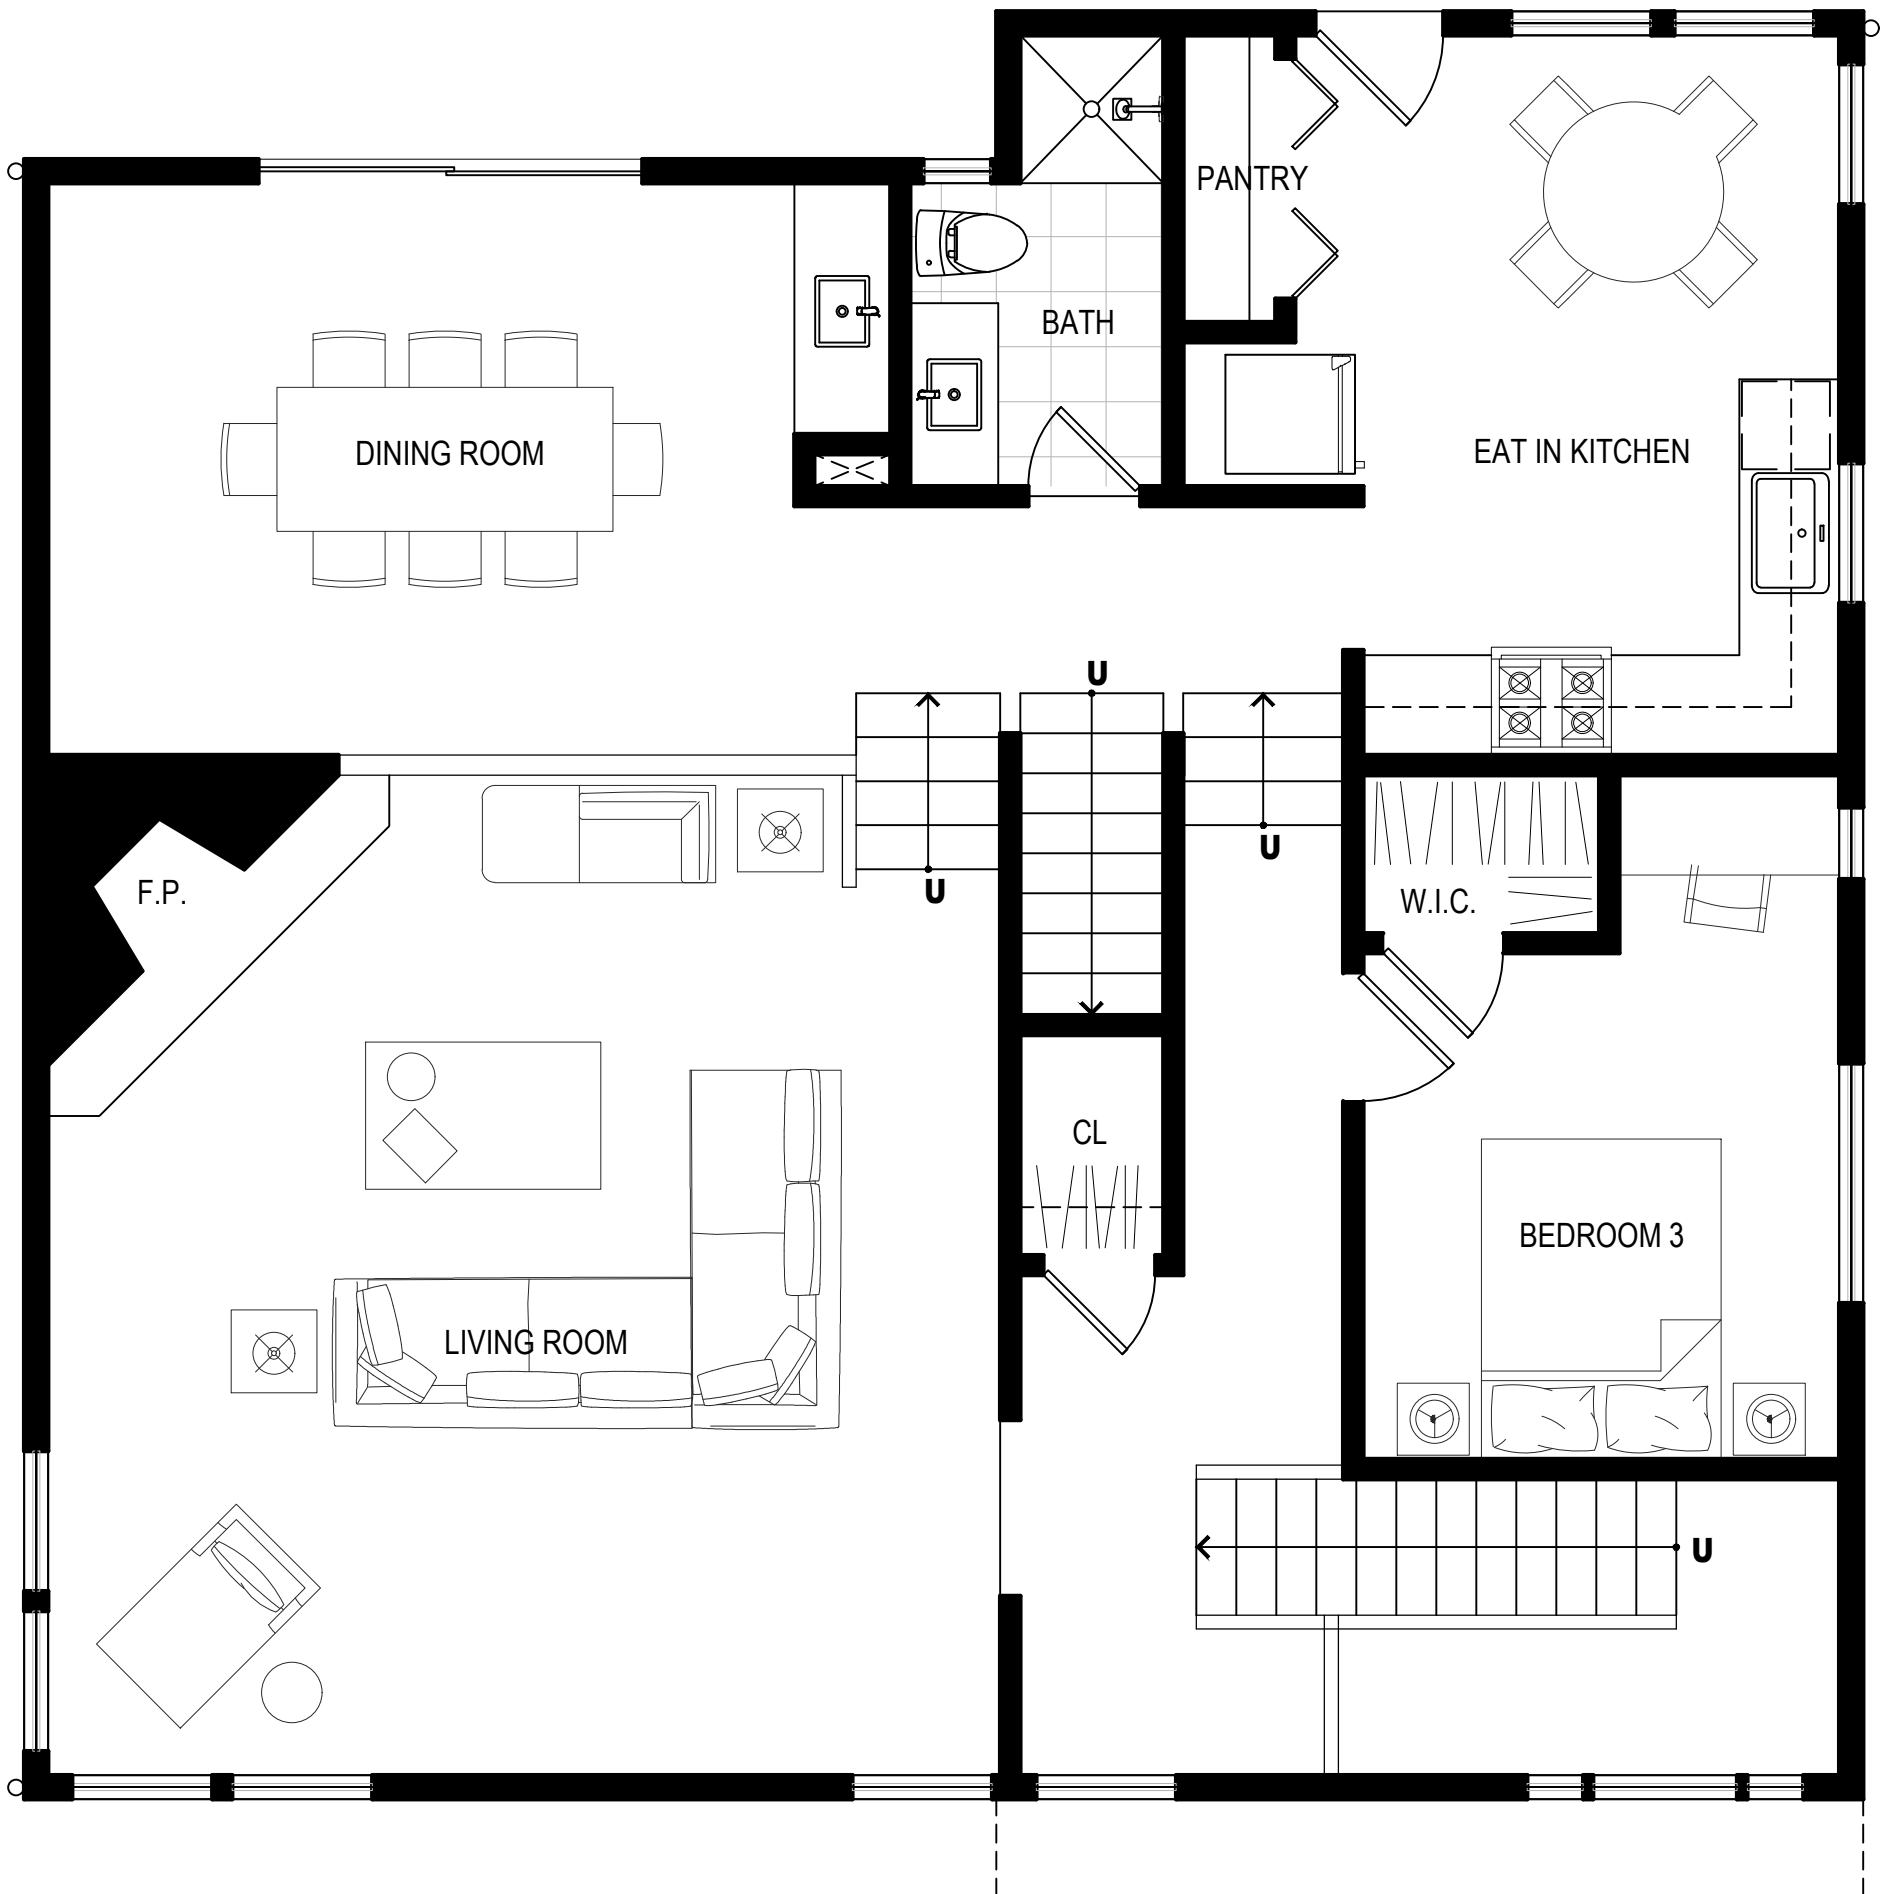 PANTRY
BATH
DINING ROOM
EAT IN KITCHEN
U
U
U
F.P.
W.I.C.
CL
BEDROOM 3
LIVING ROOM
U